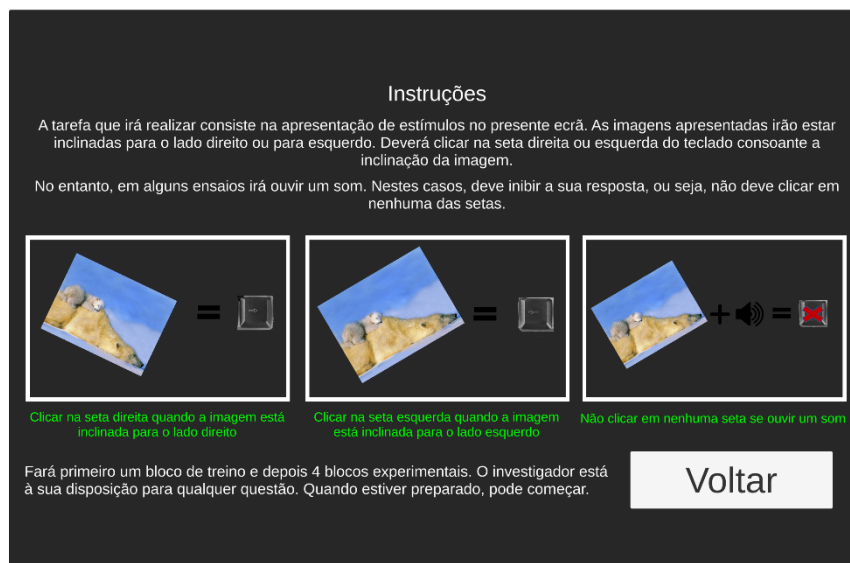 Instruções
A tarefa que irá realizar consiste na apresentação de estímulos no presente ecrã. As imagens apresentadas irão estar
inclinadas para o lado direito ou para esquerdo. Deverá clicar na seta direita ou esquerda do teclado consoante a
inclinação da imagem.
No entanto, em alguns ensaios irá ouvir um som. Nestes casos, deve inibir a sua resposta, ou seja, não deve clicar em
nenhuma das setas.
Clicar na seta direita quando a imagem está
inclinada para o lado direito
Clicar na seta esquerda quando a imagem
está inclinada para o lado esquerdo
Não clicar em nenhuma seta se ouvir um som
Fará primeiro um bloco de treino e depois 4 blocos experimentais. O investigador está
à sua disposição para qualquer questão. Quando estiver preparado, pode começar.
Voltar